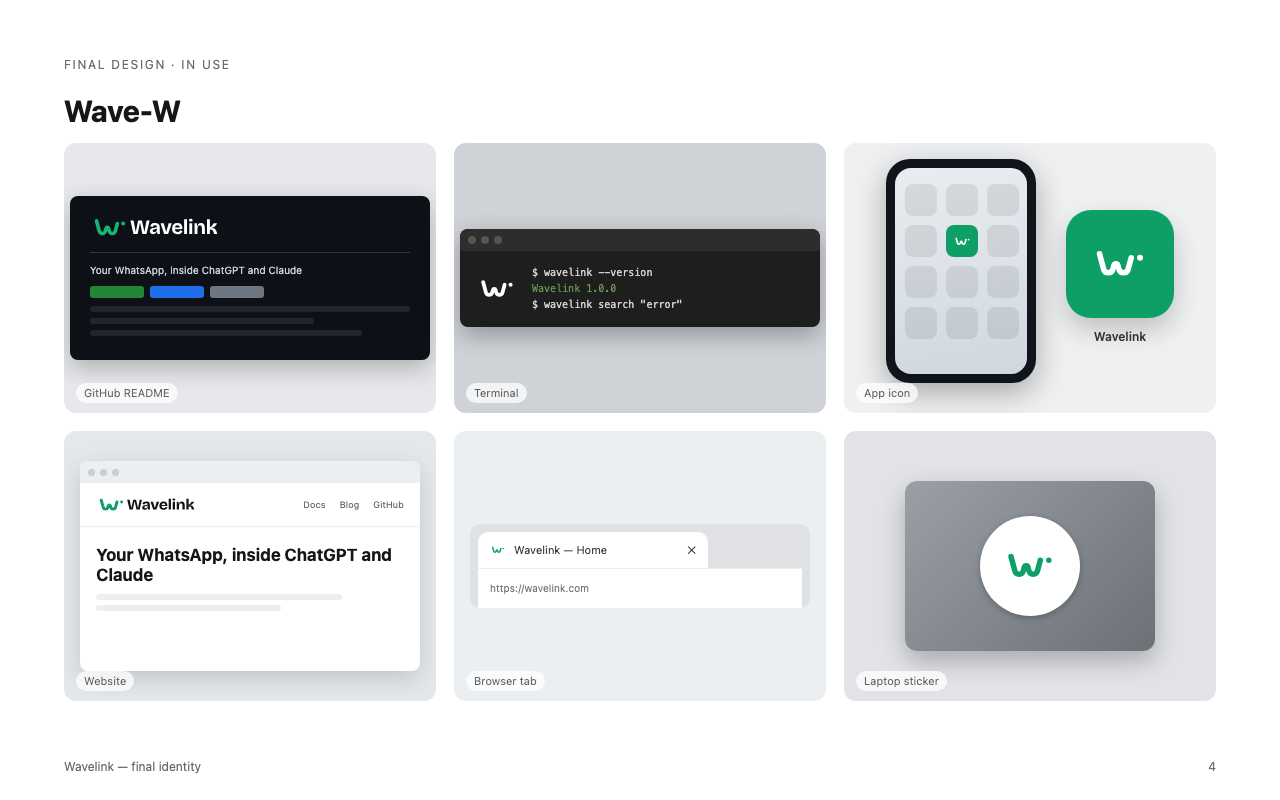 FINAL DESIGN · IN USE
Wave-W
Wavelink
Your WhatsApp, inside ChatGPT and Claude
GitHub README
$ wavelink --version
Wavelink 1.0.0
$ wavelink search "error"
Terminal
Wavelink
App icon
Wavelink
Docs Blog GitHub
Your WhatsApp, inside ChatGPT and
Claude
Website
Wavelink — Home
https://wavelink.com
Browser tab
Laptop sticker
Wavelink — final identity
4